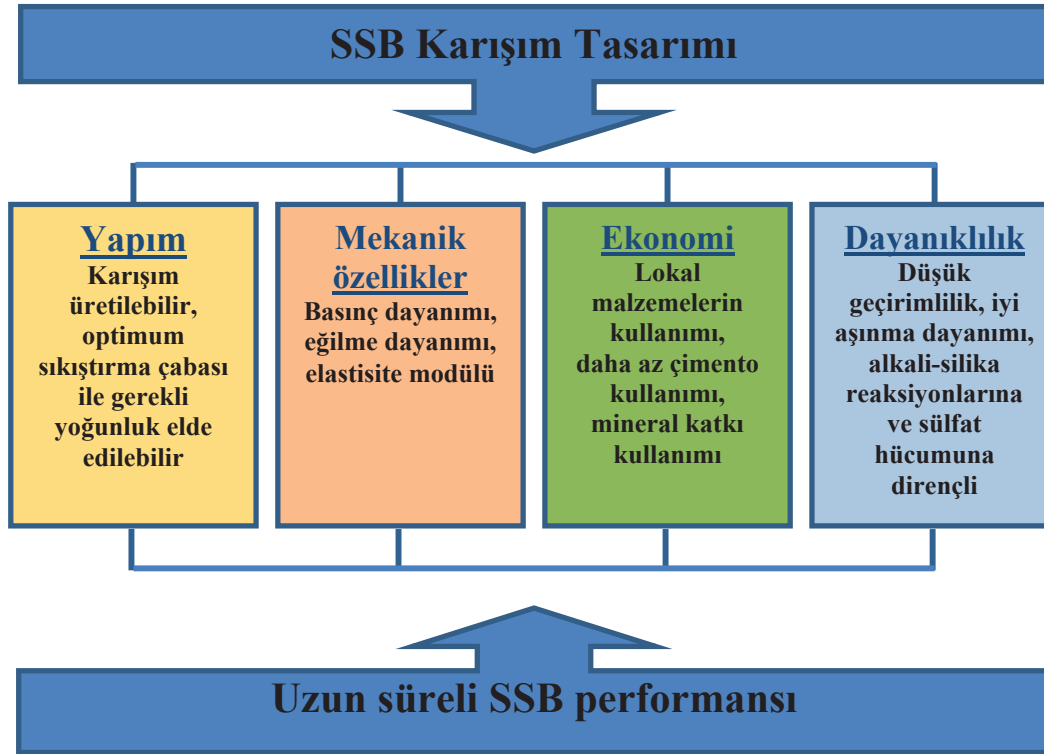 SSB Karışım Tasarımı
Yapım
Karışım
üretilebilir,
optimum
sıkıştırma çabası
ile gerekli
yoğunluk elde
edilebilir
Mekanik
özellikler
Basınç dayanımı,
eğilme dayanımı,
elastisite modülü
Ekonomi
Lokal
malzemelerin
kullanımı,
daha az çimento
kullanımı,
mineral katkı
kullanımı
Dayanıklılık
Düşük
geçirimlilik, iyi
aşınma dayanımı,
alkali-silika
reaksiyonlarına
ve sülfat
hücumuna
dirençli
Uzun süreli SSB performansı